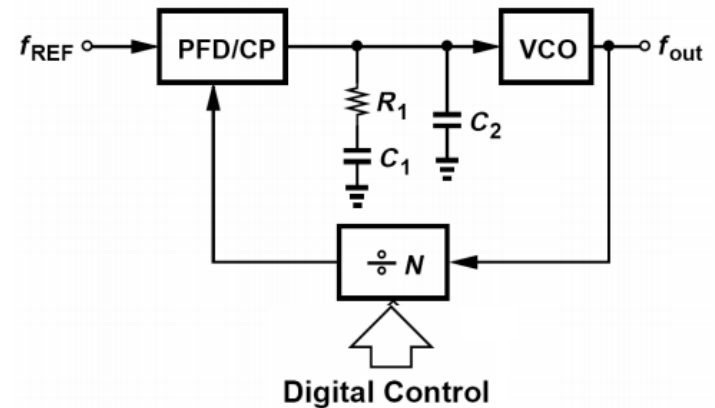 fREF PFD/CP VCO fout
R1
C2
C1
÷ N
Digital Control